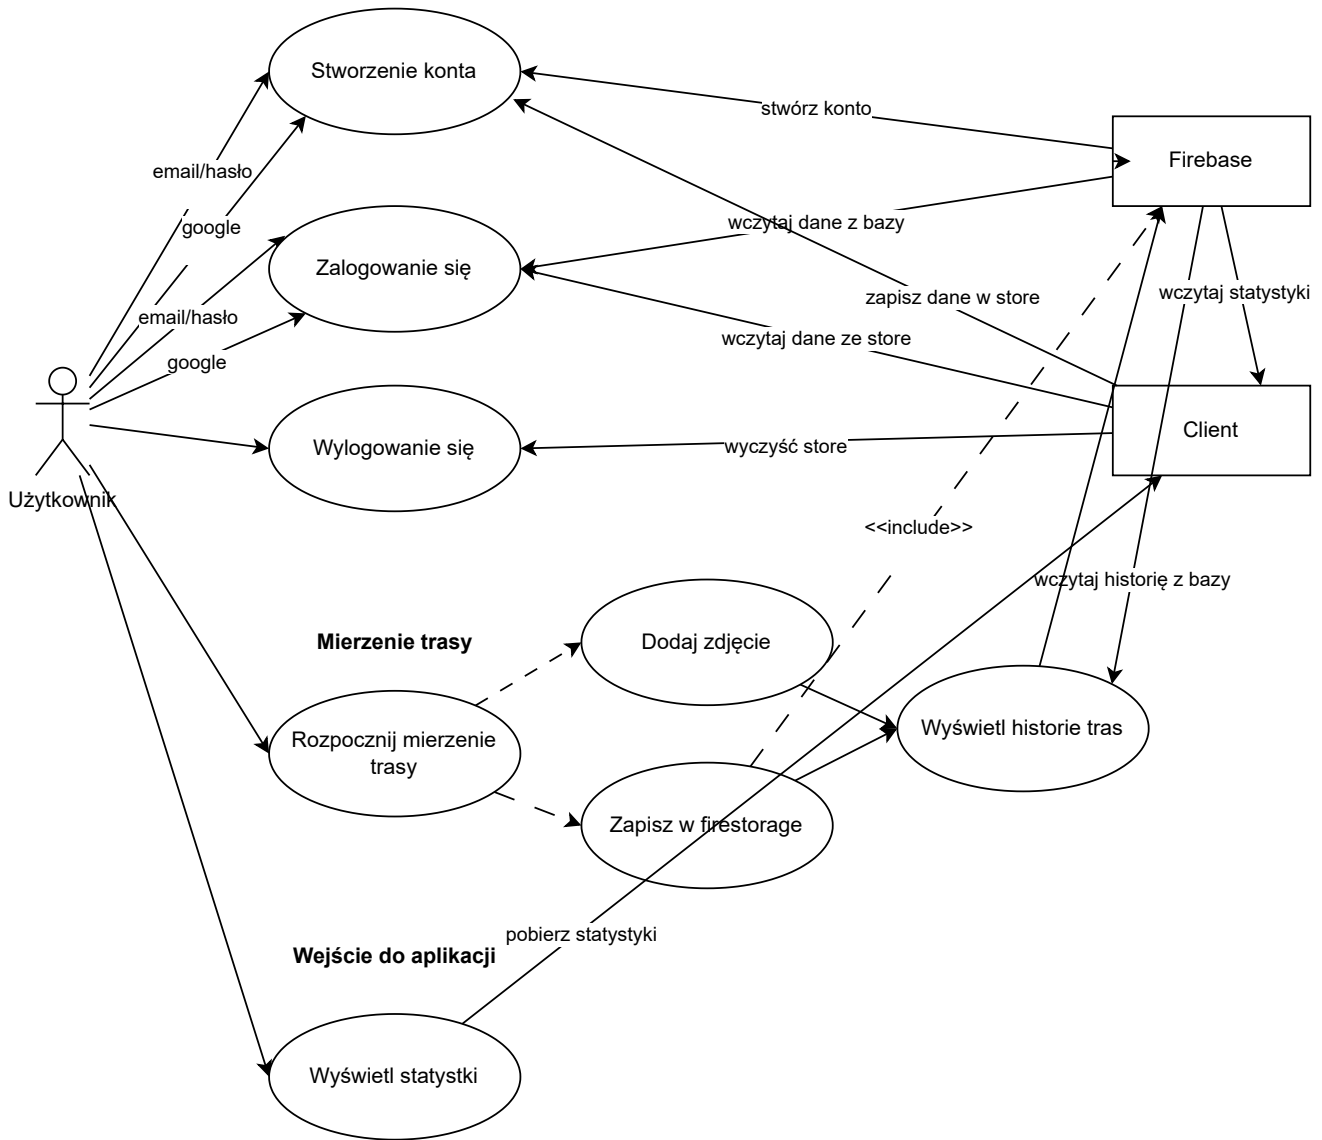 Stworzenie konta
stwórz konto
Firebase
email/hasło
google
wczytaj dane z bazy
Zalogowanie się
zapisz dane w store
wczytaj statystyki
email/hasło
wczytaj dane ze store
google
Client
Wylogowanie się
wyczyść store
Użytkownik
<<include>>
wczytaj historię z bazy
Mierzenie trasy
Dodaj zdjęcie
Rozpocznij mierzenie
trasy
Wyświetl historie tras
Zapisz w firestorage
pobierz statystyki
Wejście do aplikacji
Wyświetl statystki